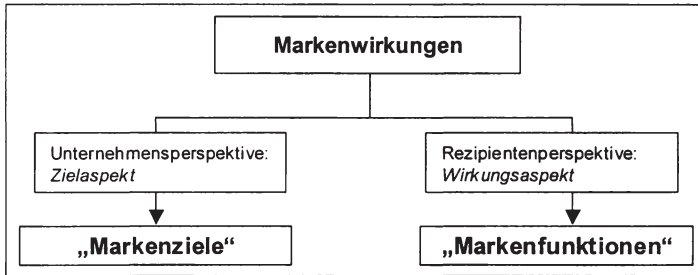 Markenwirkungen
Unternehmensperspektive:
Zielaspekt
Rezipientenperspektive:
Wirkungsaspekt
„Markenziele“
„Markenfunktionen“